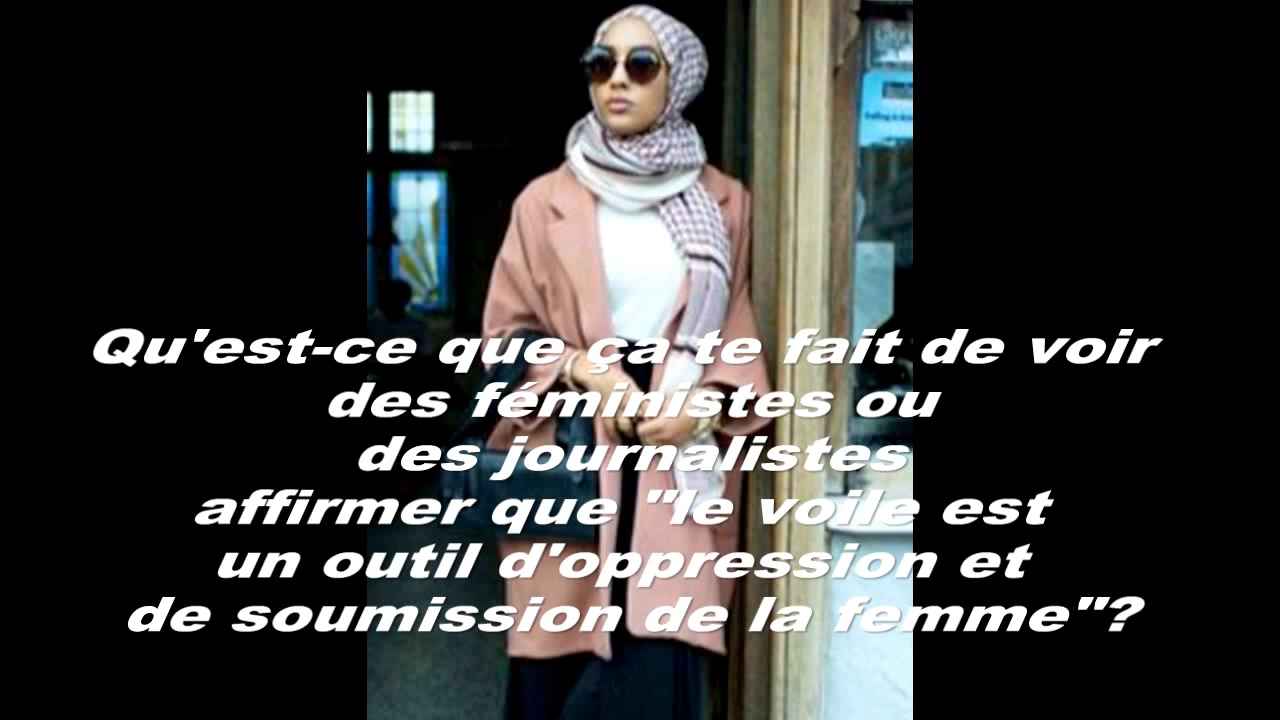 Qu'est-ce que ça te fait de voir
des féministes ou
des journalistes
affirmer que "le voile est
un outil d'oppression et
de soumission de la femme"?